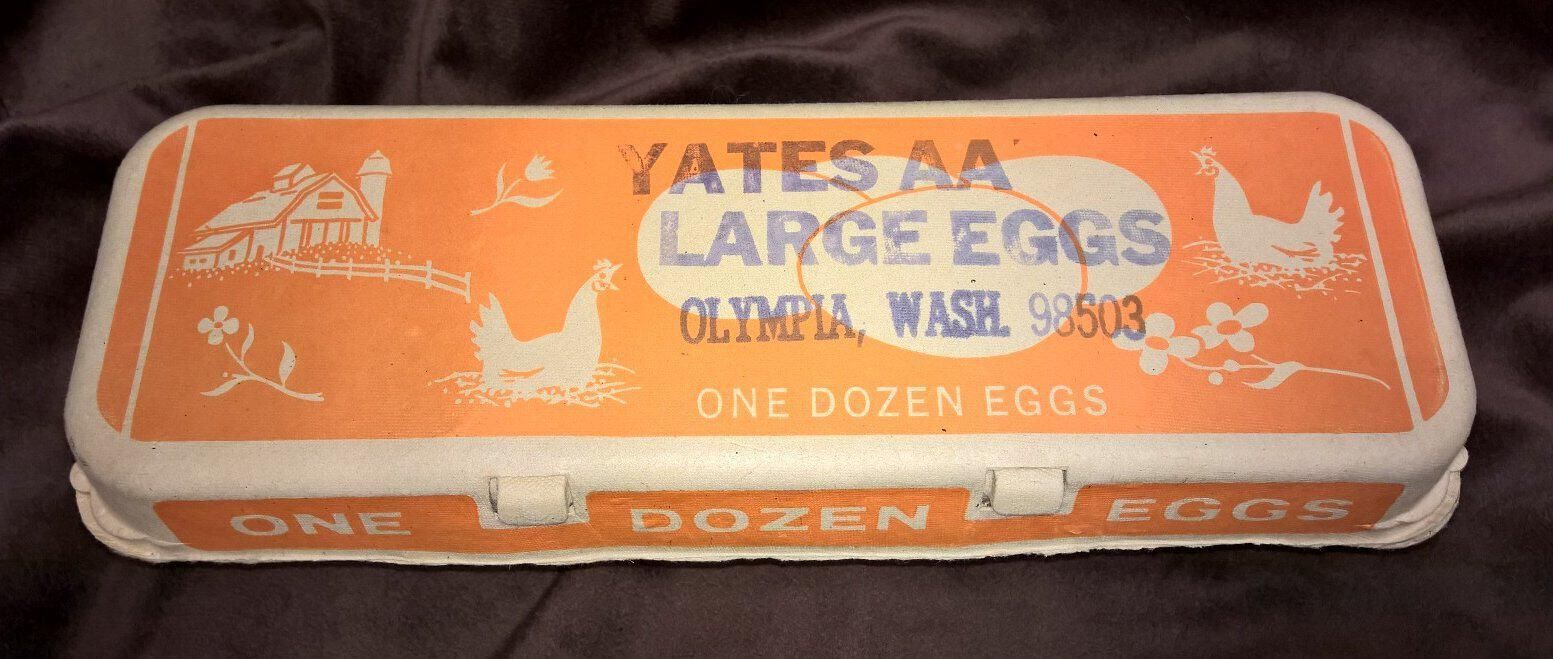 YATES AA
LARGE EGGS
OLYMPIA, WASH. 98503
ONE DOZEN EGGS
ONE DOZEN EGGS